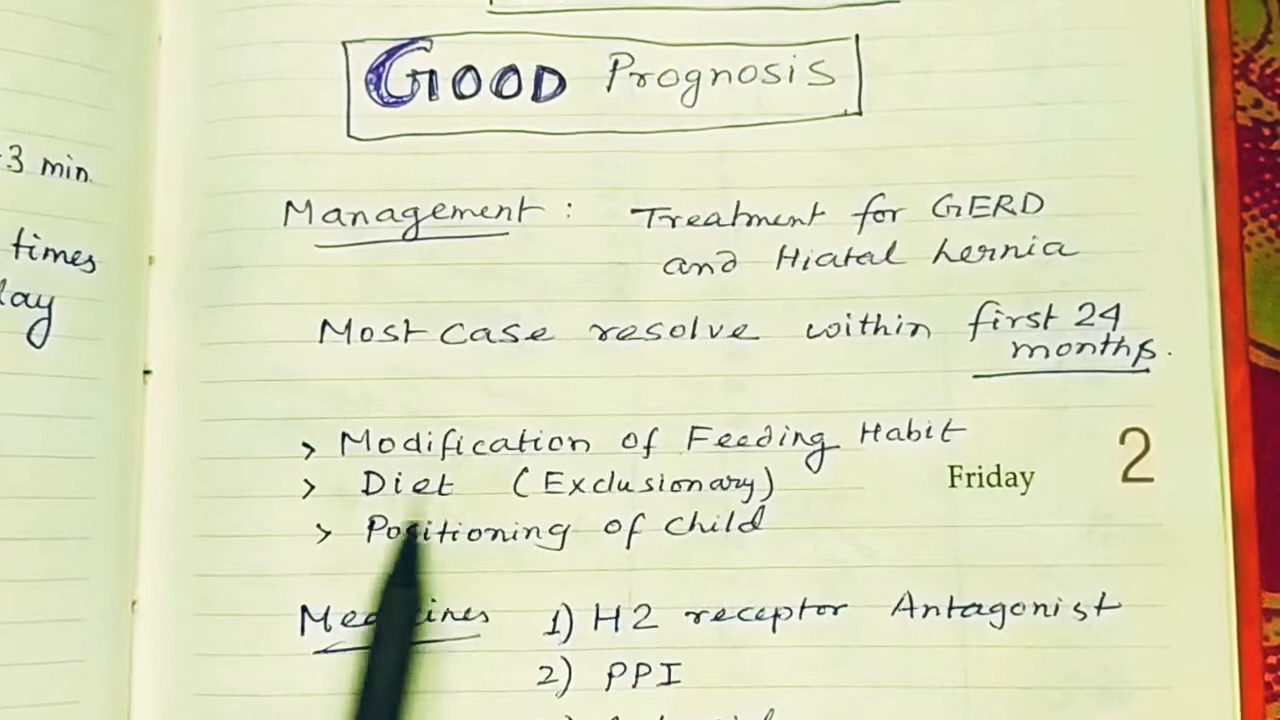 3 min.
times
GOOD Prognosis
Management : Treatment for GERD
and Hiatal hernia
Most case resolve within first 24
months.
> Modification of Feeding Habit
> Diet (Exclusionary)
> Positioning of child
Friday 2
Medicines 1) H2 receptor Antagonist
2) PPI